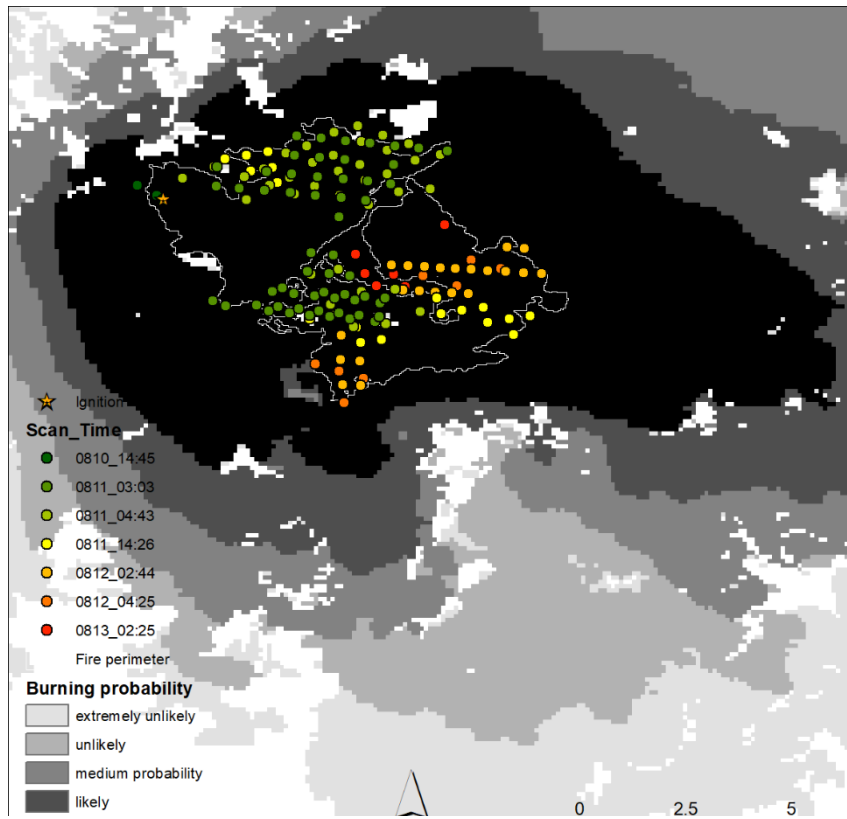 Ignition
Scan_Time
0810_14:45
0811_03:03
0811_04:43
0811_14:26
0812_02:44
0812_04:25
0813_02:25
Fire perimeter
Burning probability
extremely unlikely
unlikely
medium probability
likely
0 2.5 5